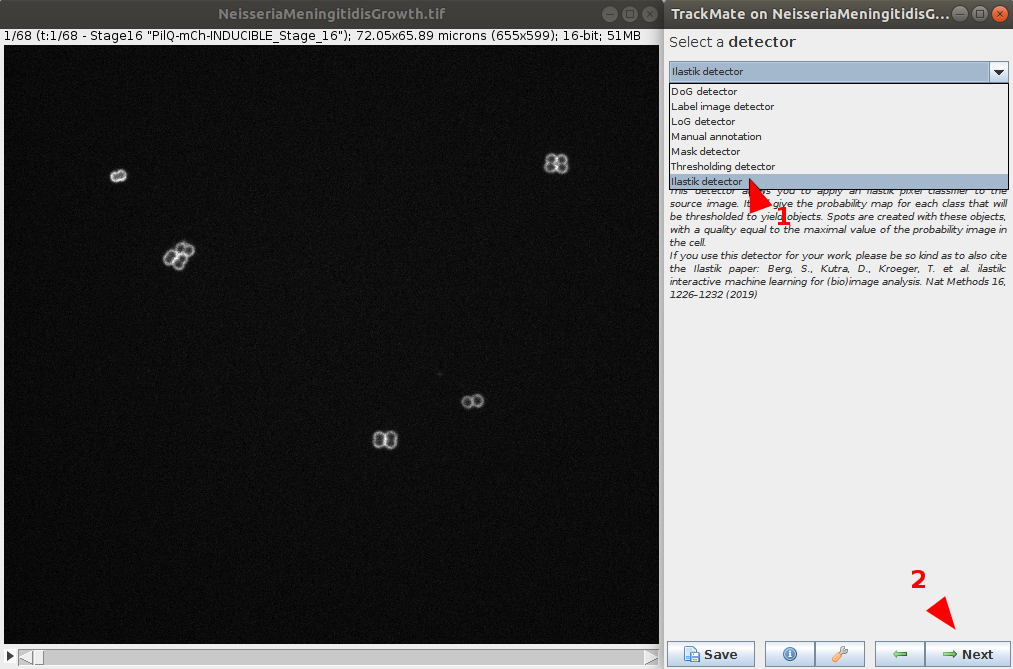 NeisseriaMeningitidisGrowth.tif
1/68 (t:1/68 - Stage16 "PilQ-mCh-INDUCIBLE_Stage_16"); 72.05x65.89 microns (655x599); 16-bit; 51MB
TrackMate on NeisseriaMeningitidisG...
Select a detector
Ilastik detector
DoG detector
Label image detector
LoG detector
Manual annotation
Mask detector
Thresholding detector
Ilastik detector
This detector you to apply an ilastik pixel classifier to the
source image. give the probability map for each class that will
be thresholded to yield objects. Spots are created with these objects,
with a quality equal to the maximal value of the probability image in
the cell.
If you use this detector for your work, please be so kind as to also cite
the Ilastik paper: Berg, S., Kutra, D., Kroeger, T. et al. ilastik:
interactive machine learning for (bio)image analysis. Nat Methods 16,
1226–1232 (2019)
1
2
Save
Next